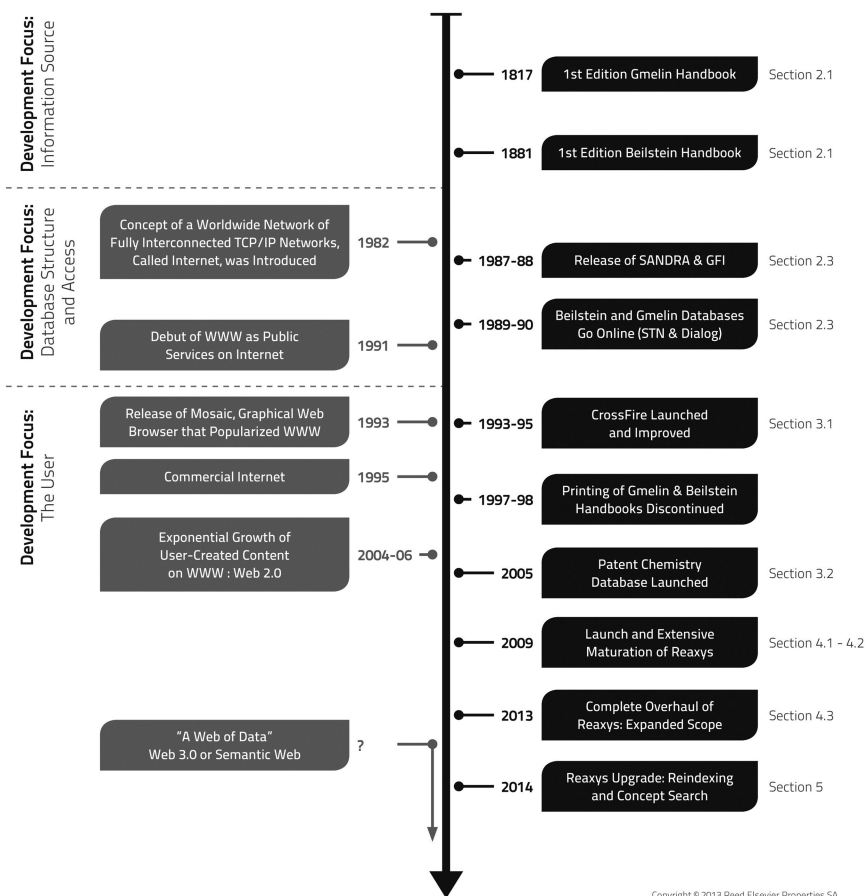 Development Focus:
Information Source
1817
1st Edition Gmelin Handbook
Section 2.1
1881
1st Edition Beilstein Handbook
Section 2.1
Development Focus:
Database Structure
and Access
Concept of a Worldwide Network of
Fully Interconnected TCP/IP Networks,
Called Internet, was Introduced
1982
1987-88
Release of SANDRA & GFI
Section 2.3
1989-90
Beilstein and Gmelin Databases
Go Online (STN & Dialog)
Section 2.3
Debut of WWW as Public
Services on Internet
1991
Development Focus:
The User
Release of Mosaic, Graphical Web
Browser that Popularized WWW
1993
1993-95
CrossFire Launched
and Improved
Section 3.1
Commercial Internet
1995
1997-98
Printing of Gmelin & Beilstein
Handbooks Discontinued
Exponential Growth of
User-Created Content
on WWW : Web 2.0
2004-06
2005
Patent Chemistry
Database Launched
Section 3.2
2009
Launch and Extensive
Maturation of Reaxys
Section 4.1 - 4.2
2013
Complete Overhaul of
Reaxys: Expanded Scope
Section 4.3
"A Web of Data"
Web 3.0 or Semantic Web
?
2014
Reaxys Upgrade: Reindexing
and Concept Search
Section 5
Copyright © 2013 Reed Elsevier Properties SA